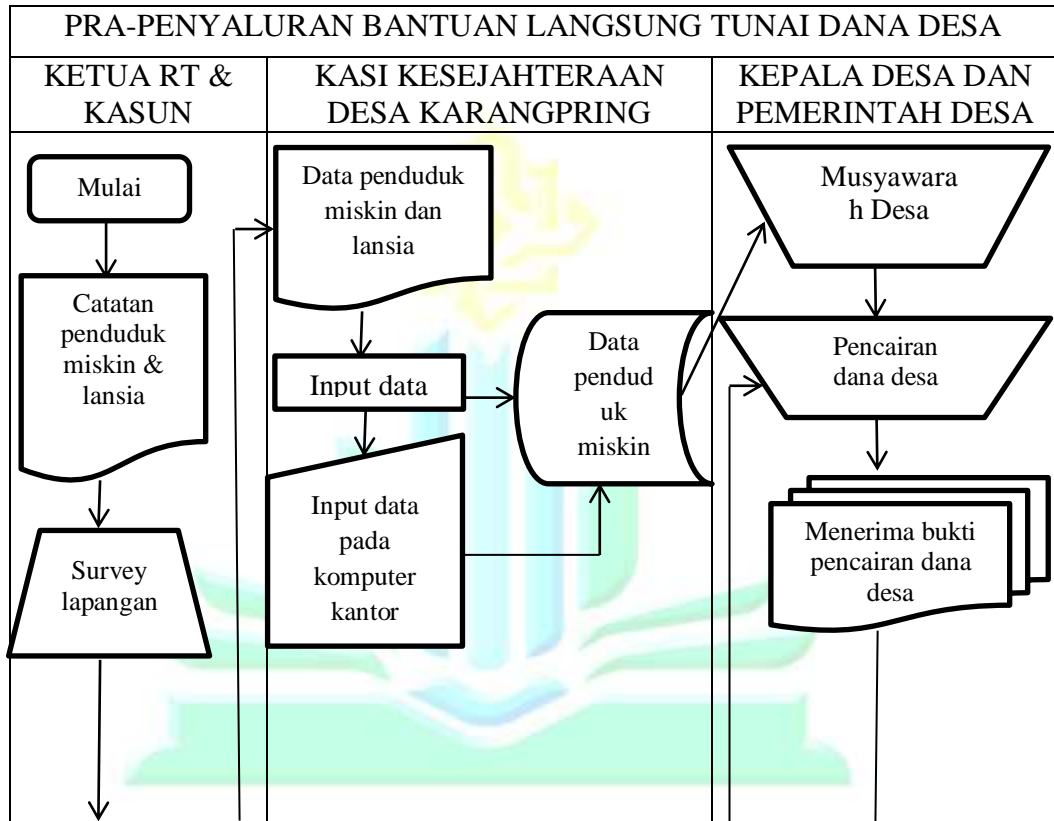 PRA-PENYALURAN BANTUAN LANGSUNG TUNAI DANA DESA
KETUA RT &
KASUN
KASI KESEJAHTERAAN
DESA KARANGPRING
KEPALA DESA DAN
PEMERINTAH DESA
Mulai
Catatan
penduduk
miskin &
lansia
Survey
lapangan
Data penduduk
miskin dan
lansia
Input data
Input data
pada
komputer
kantor
Data
pendud
uk
miskin
Musyawara
h Desa
Pencairan
dana desa
Menerima bukti
pencairan dana
desa